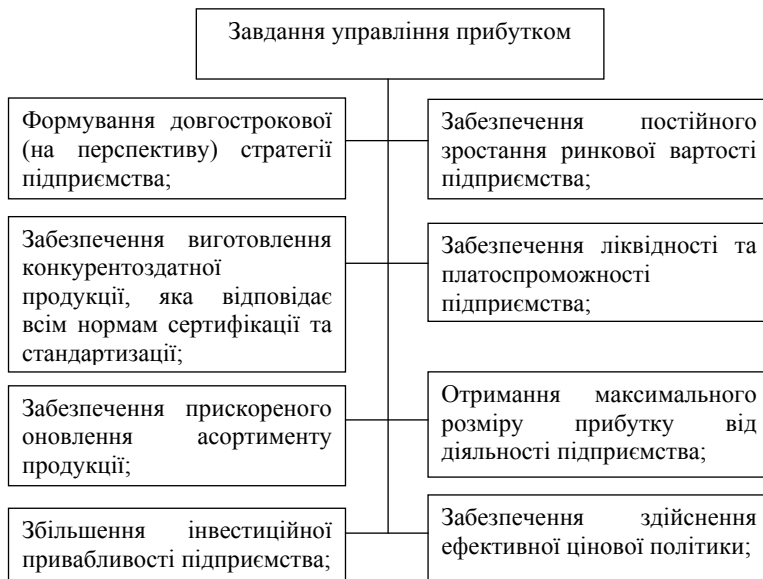 Завдання управління прибутком
Формування довгострокової
(на перспективу) стратегії
підприємства;
Забезпечення постійного
зростання ринкової вартості
підприємства;
Забезпечення виготовлення
конкурентоздатної
продукції, яка відповідає
всім нормам сертифікації та
стандартизації;
Забезпечення ліквідності та
платоспроможності
підприємства;
Забезпечення прискореного
оновлення асортименту
продукції;
Отримання максимального
розміру прибутку від
діяльності підприємства;
Збільшення інвестиційної
привабливості підприємства;
Забезпечення здійснення
ефективної цінової політики;